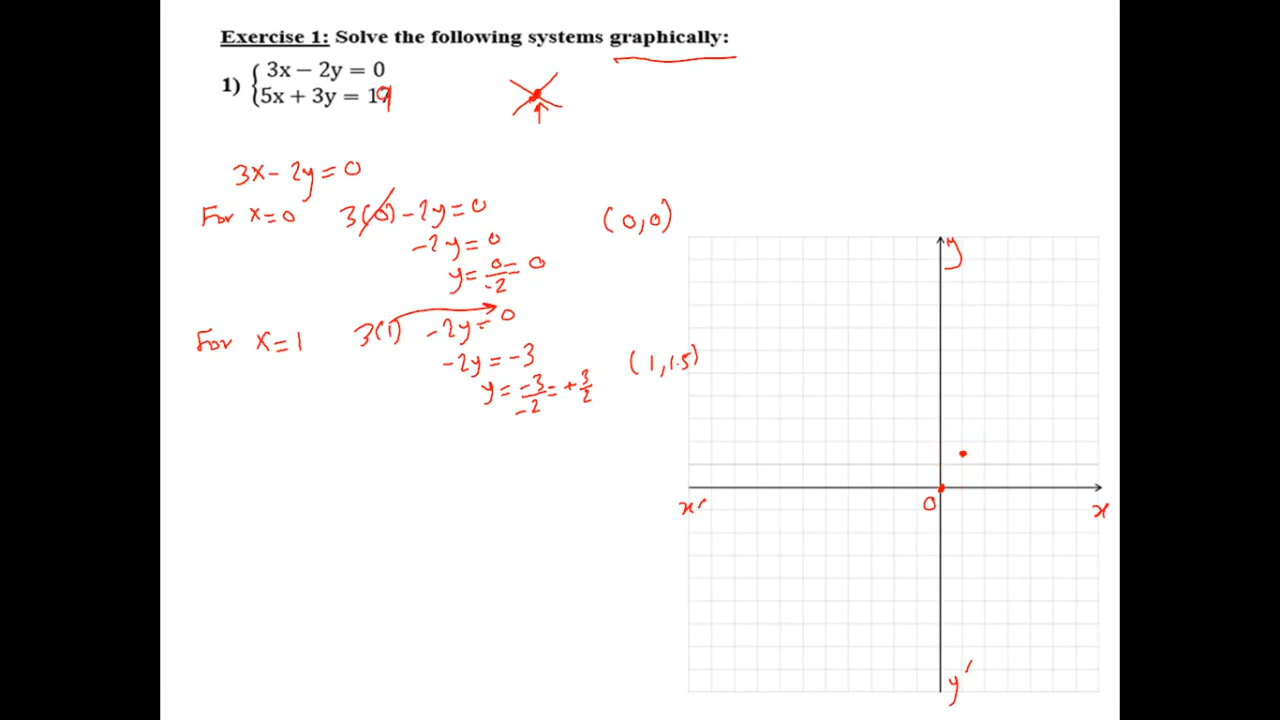 Exercise 1: Solve the following systems graphically:
1) { 3x − 2y = 0
5x + 3y = 19
3x - 2y = 0
For x=0 3(0) - 2y = 0 (0,0)
-2y = 0
y = 0/-2 = 0
For x=1 3(1) - 2y = 0
-2y = -3 (1,1.5)
y = -3/-2 = +3/2
y
x' O x
y'